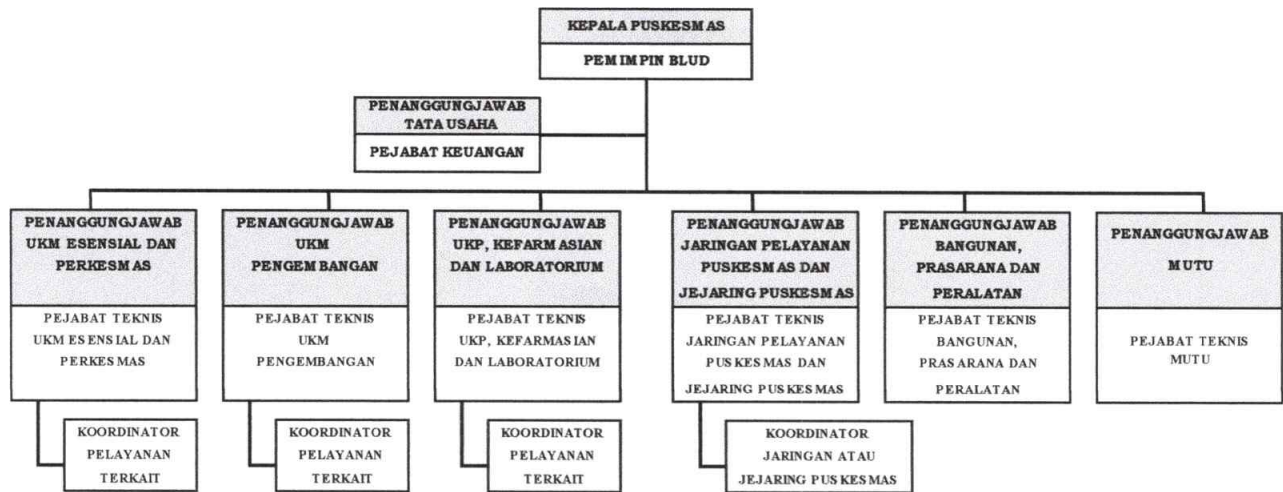 KEPALA PUSKESMAS
PEMIMPIN BLUD
PENANGGUNGJAWAB
TATA USAHA
PEJABAT KEUANGAN
PENANGGUNGJAWAB
UKM ESENSIAL DAN
PERKESMAS
PEJABAT TEKNIS
UKM ESENSIAL DAN
PERKESMAS
KOORDINATOR
PELAYANAN
TERKAIT
PENANGGUNGJAWAB
UKM
PENGEMBANGAN
PEJABAT TEKNIS
UKM
PENGEMBANGAN
KOORDINATOR
PELAYANAN
TERKAIT
PENANGGUNGJAWAB
UKP, KEFARMASIAN
DAN LABORATORIUM
PEJABAT TEKNIS
UKP, KEFARMASIAN
DAN LABORATORIUM
KOORDINATOR
PELAYANAN
TERKAIT
PENANGGUNGJAWAB
JARINGAN PELAYANAN
PUSKESMAS DAN
JEJARING PUSKESMAS
PEJABAT TEKNIS
JARINGAN PELAYANAN
PUSKESMAS DAN
JEJARING PUSKESMAS
KOORDINATOR
JARINGAN ATAU
JEJARING PUSKESMAS
PENANGGUNGJAWAB
BANGUNAN,
PRASARANA DAN
PERALATAN
PEJABAT TEKNIS
BANGUNAN,
PRASARANA DAN
PERALATAN
PENANGGUNGJAWAB
MUTU
PEJABAT TEKNIS
MUTU